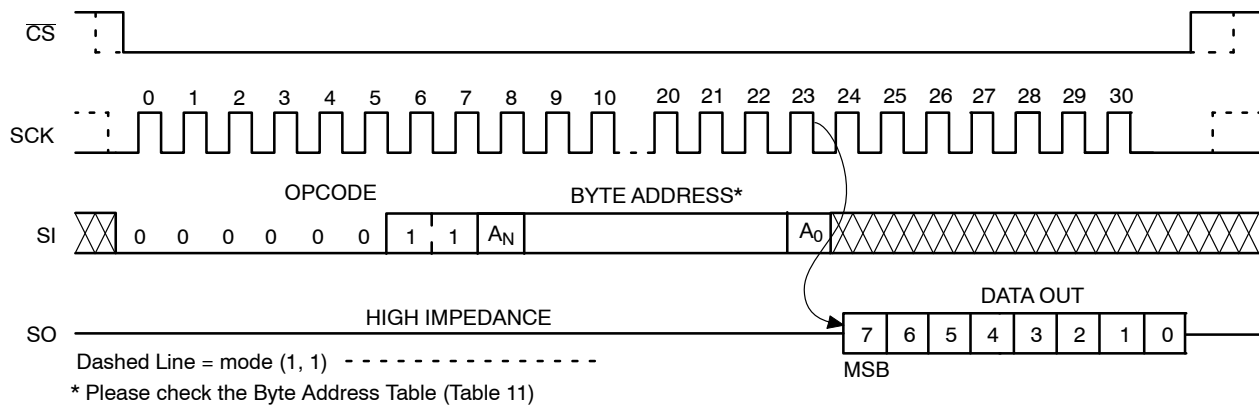 CS
0 1 2 3 4 5 6 7 8 9 10 20 21 22 23 24 25 26 27 28 29 30
SCK
OPCODE BYTE ADDRESS*
SI 0 0 0 0 0 0 1 1 AN A0
DATA OUT
HIGH IMPEDANCE
SO 7 6 5 4 3 2 1 0
Dashed Line = mode (1, 1) - - - - - - - - - - - - - - - - - -
MSB
* Please check the Byte Address Table (Table 11)